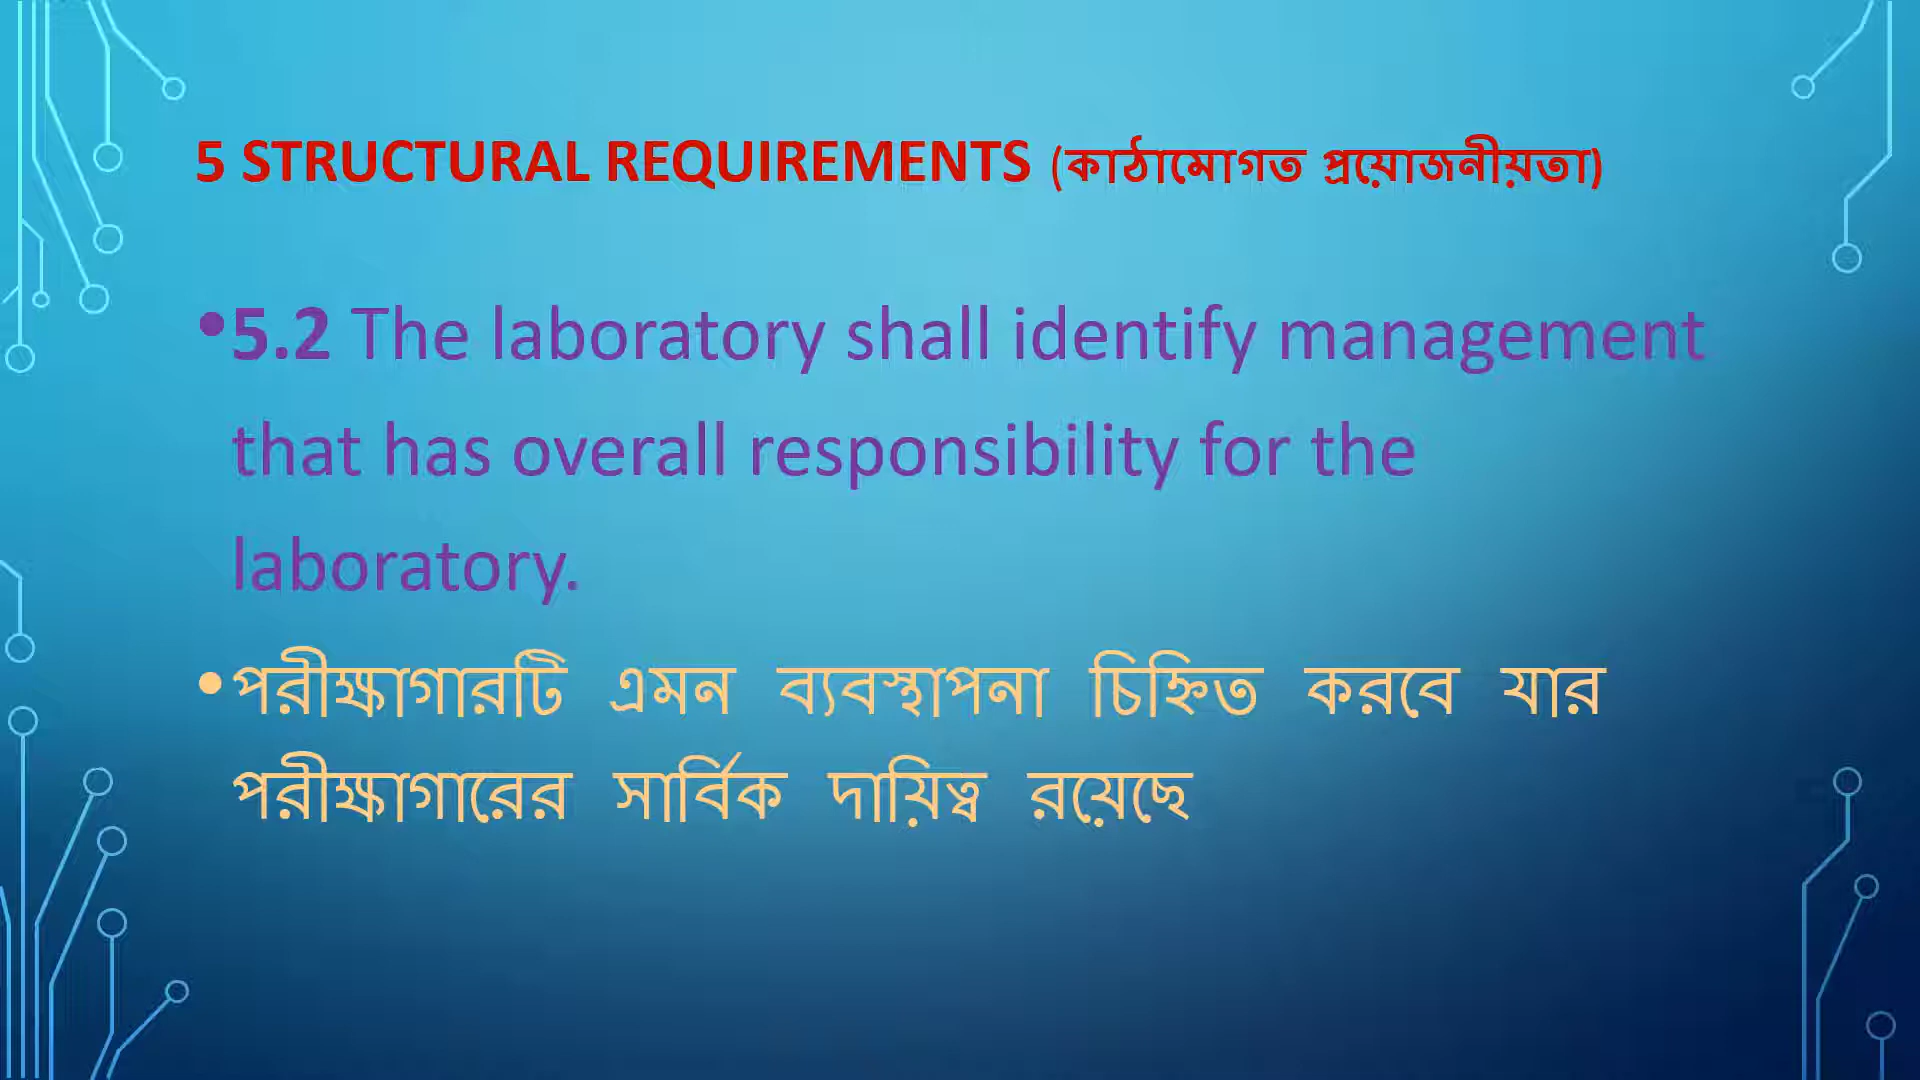 5 STRUCTURAL REQUIREMENTS (কাঠামোগত প্রয়োজনীয়তা)
•5.2 The laboratory shall identify management
that has overall responsibility for the
laboratory.
•পরীক্ষাগারটি এমন ব্যবস্থাপনা চিহ্নিত করবে যার
পরীক্ষাগারের সার্বিক দায়িত্ব রয়েছে